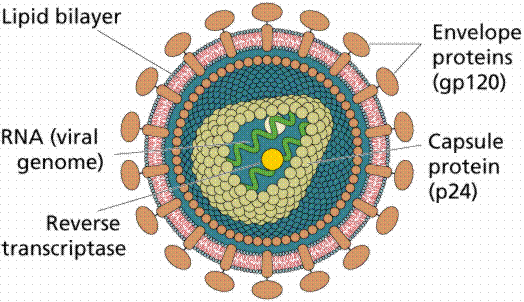 Lipid bilayer
Envelope
proteins
(gp120)
RNA (viral
genome)
Capsule
protein
(p24)
Reverse
transcriptase